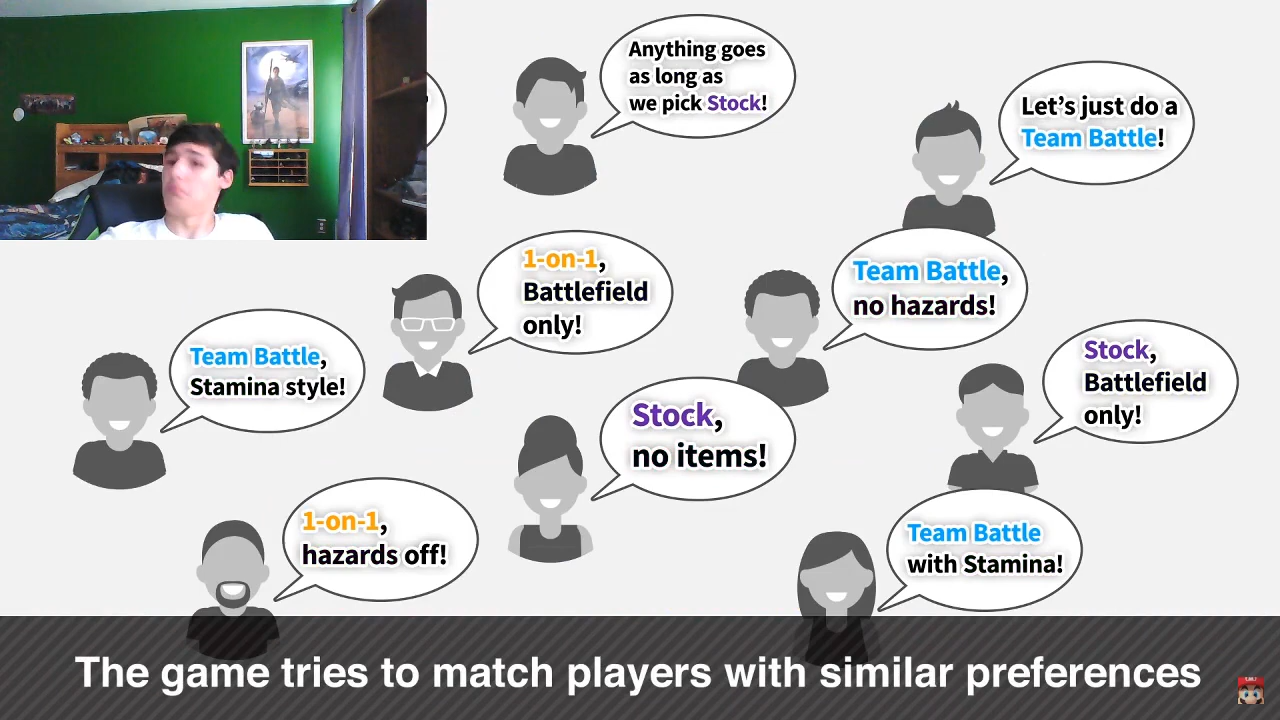 Anything goes
as long as
we pick Stock!
Let's just do a
Team Battle!
1-on-1,
Battlefield
only!
Team Battle,
no hazards!
Team Battle,
Stamina style!
Stock,
Battlefield
only!
Stock,
no items!
1-on-1,
hazards off!
Team Battle
with Stamina!
The game tries to match players with similar preferences